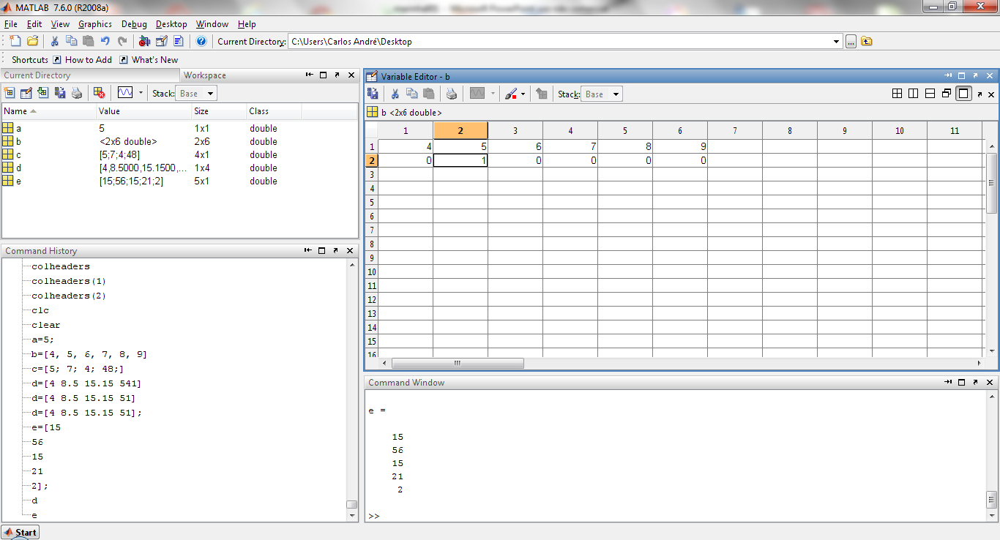 MATLAB 7.6.0 (R2008a)
File Edit View Graphics Debug Desktop Window Help
Current Directory: C:\Users\Carlos André\Desktop
Shortcuts How to Add What's New
Current Directory Workspace
Stack: Base
Name Value Size Class
a 5 1x1 double
b <2x6 double> 2x6 double
c [5;7;4;48] 4x1 double
d [4,8.5000,15.1500,... 1x4 double
e [15;56;15;21;2] 5x1 double
Command History
colheaders
colheaders(1)
colheaders(2)
clc
clear
a=5;
b=[4, 5, 6, 7, 8, 9]
c=[5; 7; 4; 48;]
d=[4 8.5 15.15 541]
d=[4 8.5 15.15 51]
d=[4 8.5 15.15 51];
e=[15
56
15
21
2];
d
e
Variable Editor - b
Stack: Base
b <2x6 double>
1 2 3 4 5 6 7 8 9 10 11
1 4 5 6 7 8 9
2 0 1 0 0 0 0
3
4
5
6
7
8
9
10
11
12
13
14
15
16
Command Window
e =
15
56
15
21
2
>>
Start